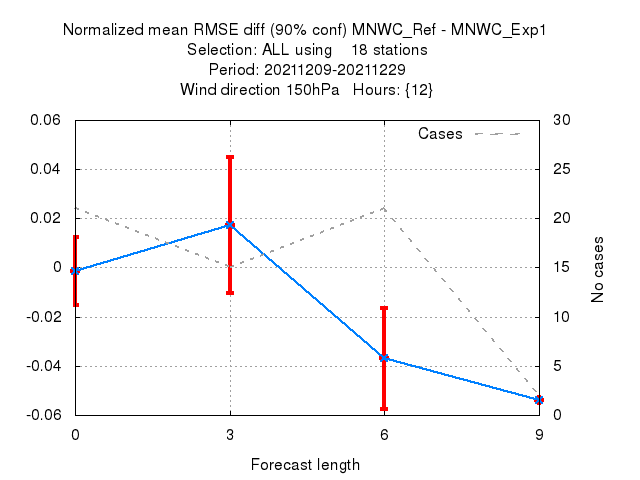 Normalized mean RMSE diff (90% conf) MNWC_Ref - MNWC_Exp1
Selection: ALL using    18 stations
Period: 20211209-20211229
Wind direction 150hPa   Hours: {12}
Cases
0.06
0.04
0.02
0
-0.02
-0.04
-0.06
30
25
20
15
10
5
0
No cases
0 3 6 9
Forecast length